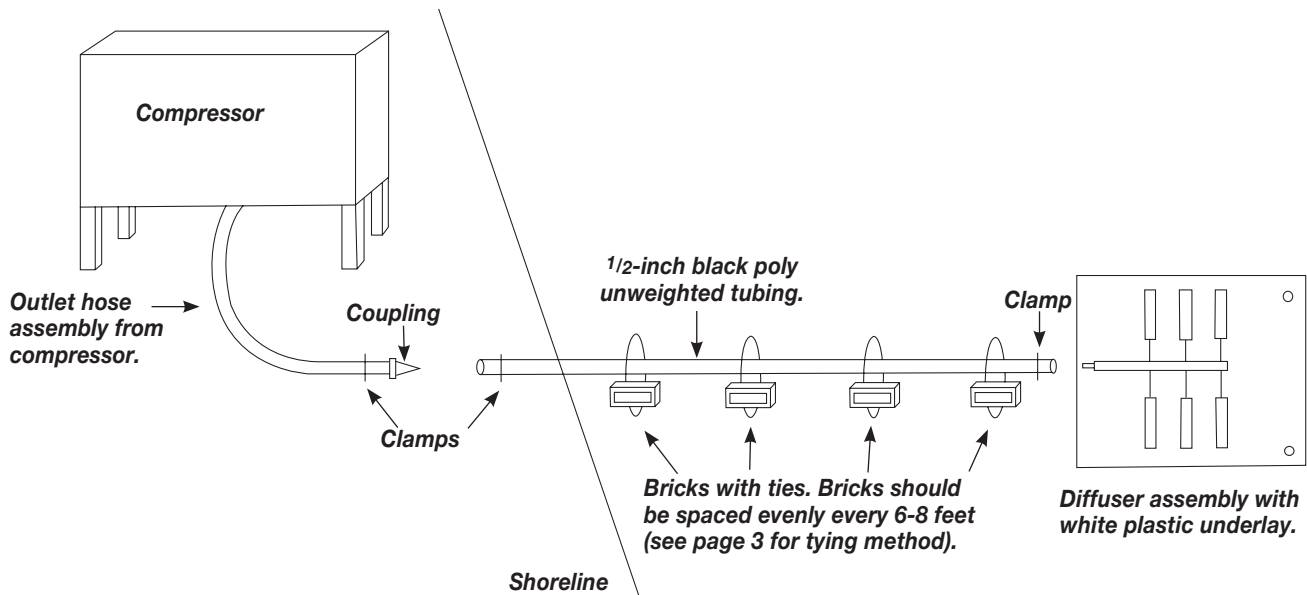 Compressor
Outlet hose
assembly from
compressor.
Coupling
Clamps
1/2-inch black poly
unweighted tubing.
Clamp
Bricks with ties. Bricks should
be spaced evenly every 6-8 feet
(see page 3 for tying method).
Diffuser assembly with
white plastic underlay.
Shoreline